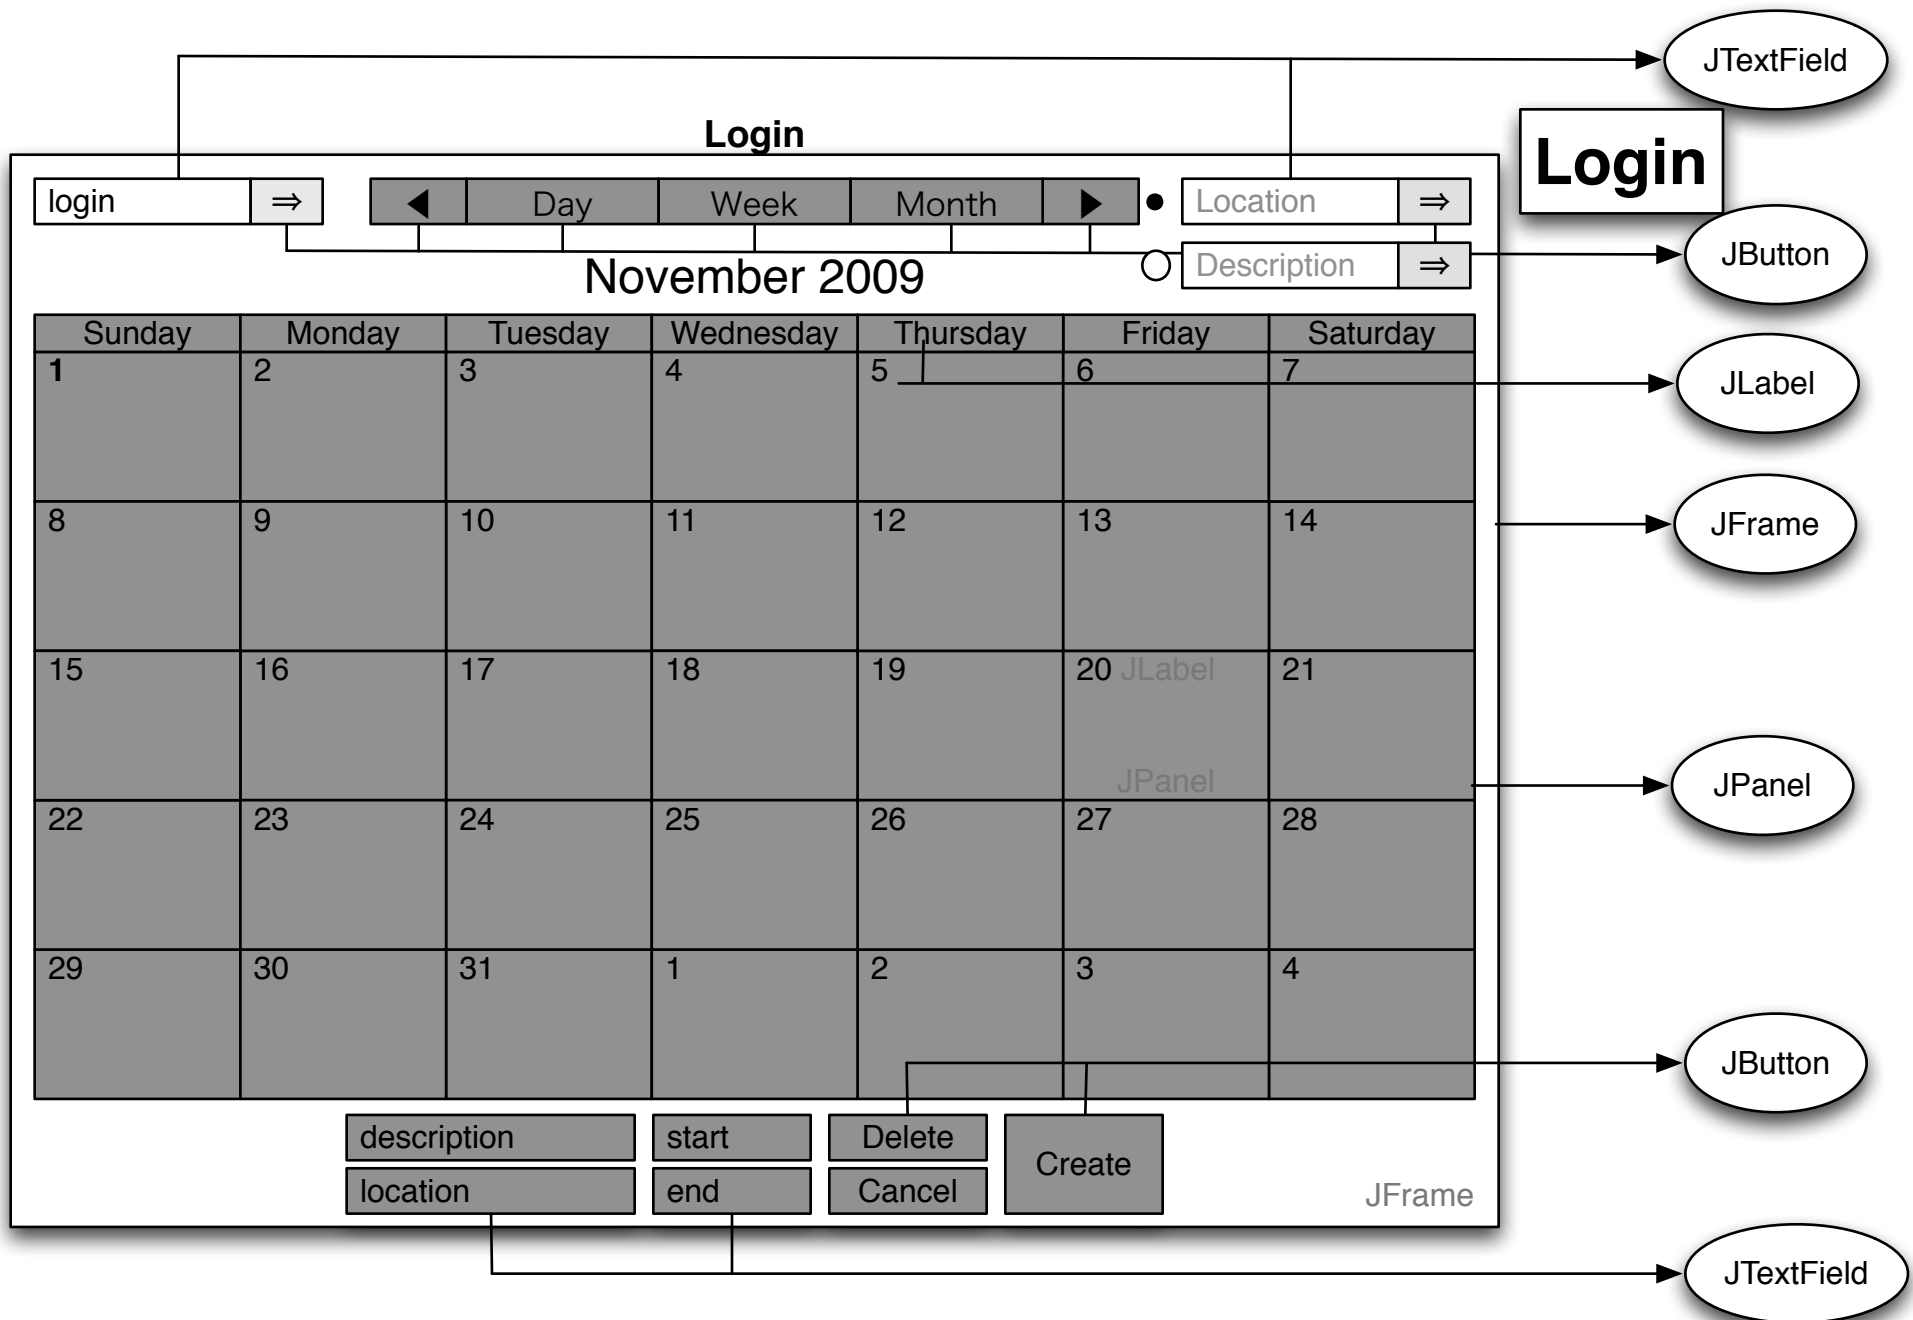 JTextField
Login
Login
login ⇒ ◀ Day Week Month ▶ Location ⇒
JButton
November 2009 Description ⇒
Sunday Monday Tuesday Wednesday Thursday Friday Saturday
1 2 3 4 5 6 7
JLabel
8 9 10 11 12 13 14
JFrame
15 16 17 18 19 20 JLabel 21
JPanel
JPanel
22 23 24 25 26 27 28
29 30 31 1 2 3 4
JButton
description start Delete
Create
location end Cancel
JFrame
JTextField